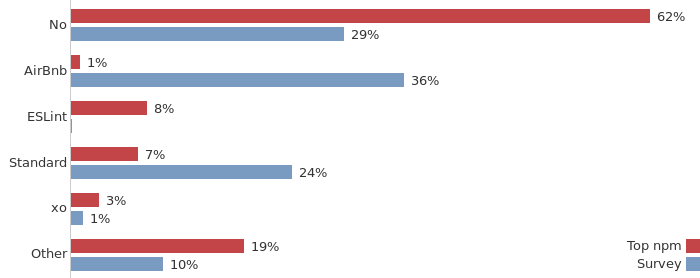 No 62%
29%
AirBnb 1%
36%
ESLint 8%
Standard 7%
24%
xo 3%
1%
Other 19%
10%
Top npm
Survey